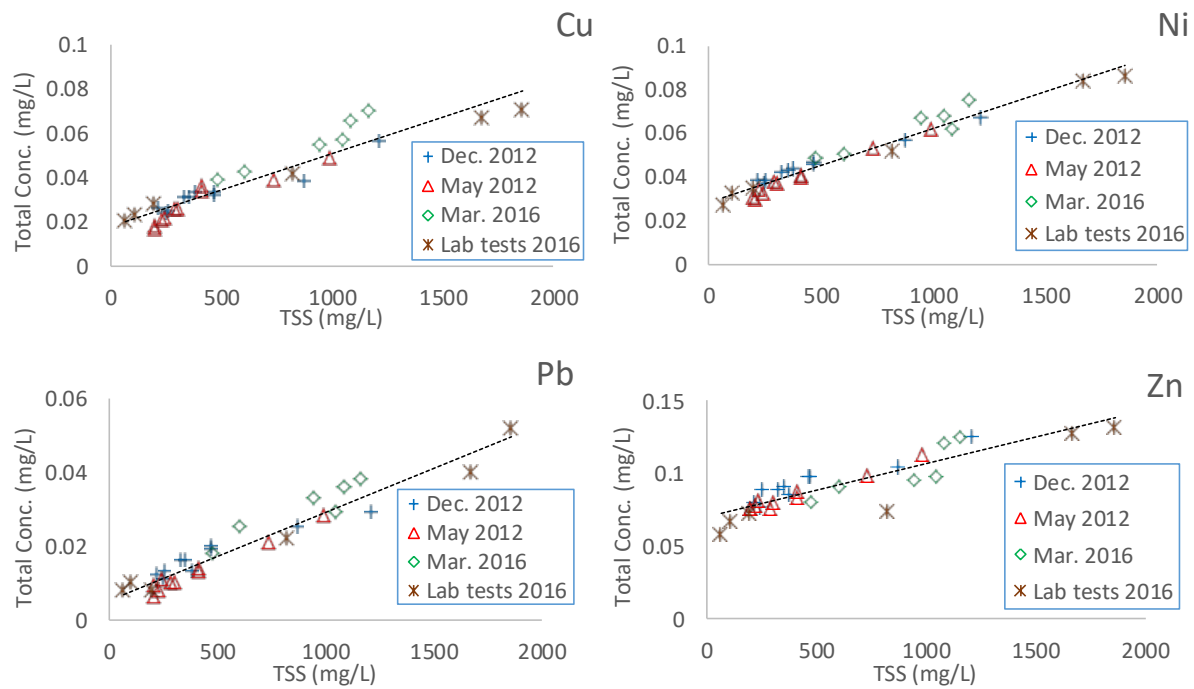 Cu
Total Conc. (mg/L)
0.1
0.08
0.06
0.04
0.02
0
0 500 1000 1500 2000
TSS (mg/L)
Dec. 2012
May 2012
Mar. 2016
Lab tests 2016
Ni
Total Conc. (mg/L)
0.1
0.08
0.06
0.04
0.02
0
0 500 1000 1500 2000
TSS (mg/L)
Dec. 2012
May 2012
Mar. 2016
Lab tests 2016
Pb
Total Conc. (mg/L)
0.06
0.04
0.02
0
0 500 1000 1500 2000
TSS (mg/L)
Dec. 2012
May 2012
Mar. 2016
Lab tests 2016
Zn
Total Conc. (mg/L)
0.15
0.1
0.05
0
0 500 1000 1500 2000
TSS (mg/L)
Dec. 2012
May 2012
Mar. 2016
Lab tests 2016